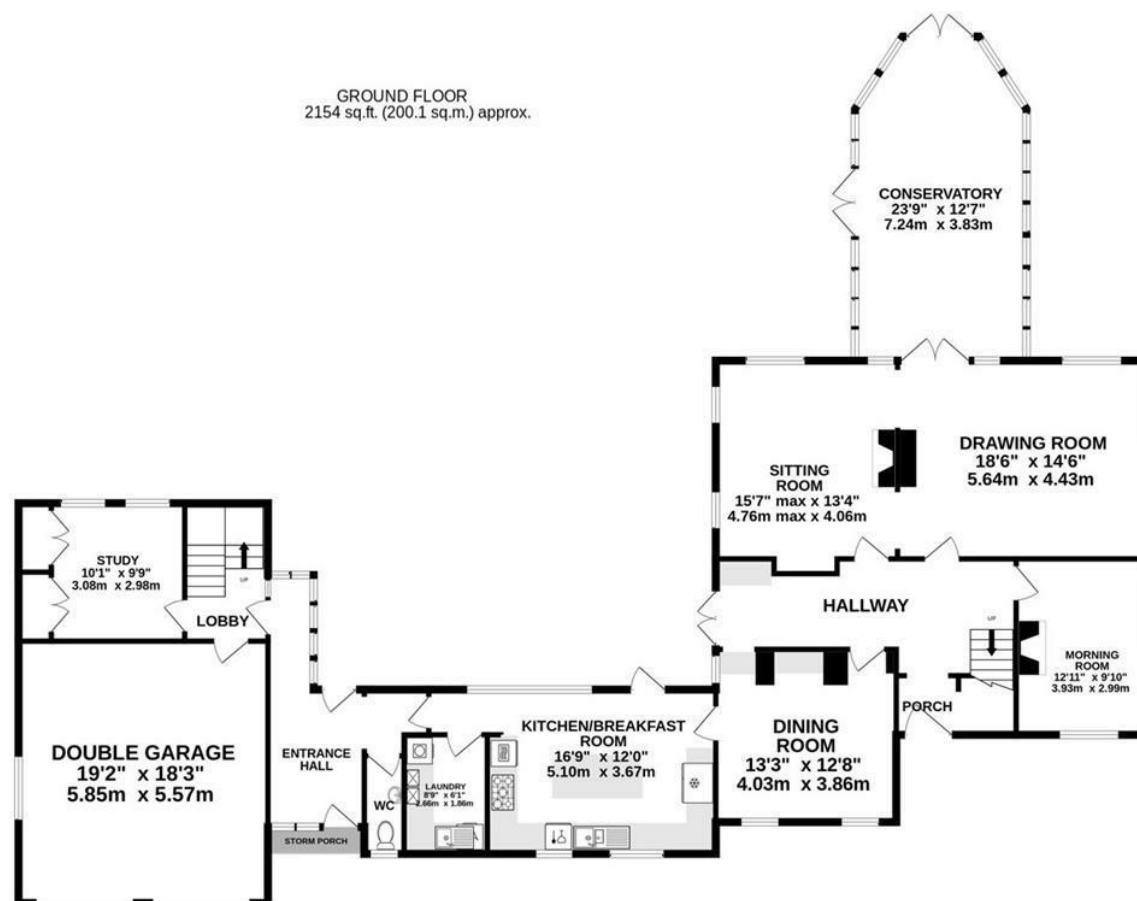 GROUND FLOOR
2154 sq.ft. (200.1 sq.m.) approx.
CONSERVATORY
23'9" x 12'7"
7.24m x 3.83m
DRAWING ROOM
18'6" x 14'6"
5.64m x 4.43m
SITTING
ROOM
15'7" max x 13'4"
4.76m max x 4.06m
STUDY
10'1" x 9'9"
3.08m x 2.98m
UP
LOBBY
HALLWAY
UP
MORNING
ROOM
12'11" x 9'10"
3.93m x 2.99m
PORCH
DINING
ROOM
13'3" x 12'8"
4.03m x 3.86m
KITCHEN/BREAKFAST
ROOM
16'9" x 12'0"
5.10m x 3.67m
DOUBLE GARAGE
19'2" x 18'3"
5.85m x 5.57m
ENTRANCE
HALL
WC
LAUNDRY
8'9" x 6'1"
2.66m x 1.86m
STORM PORCH